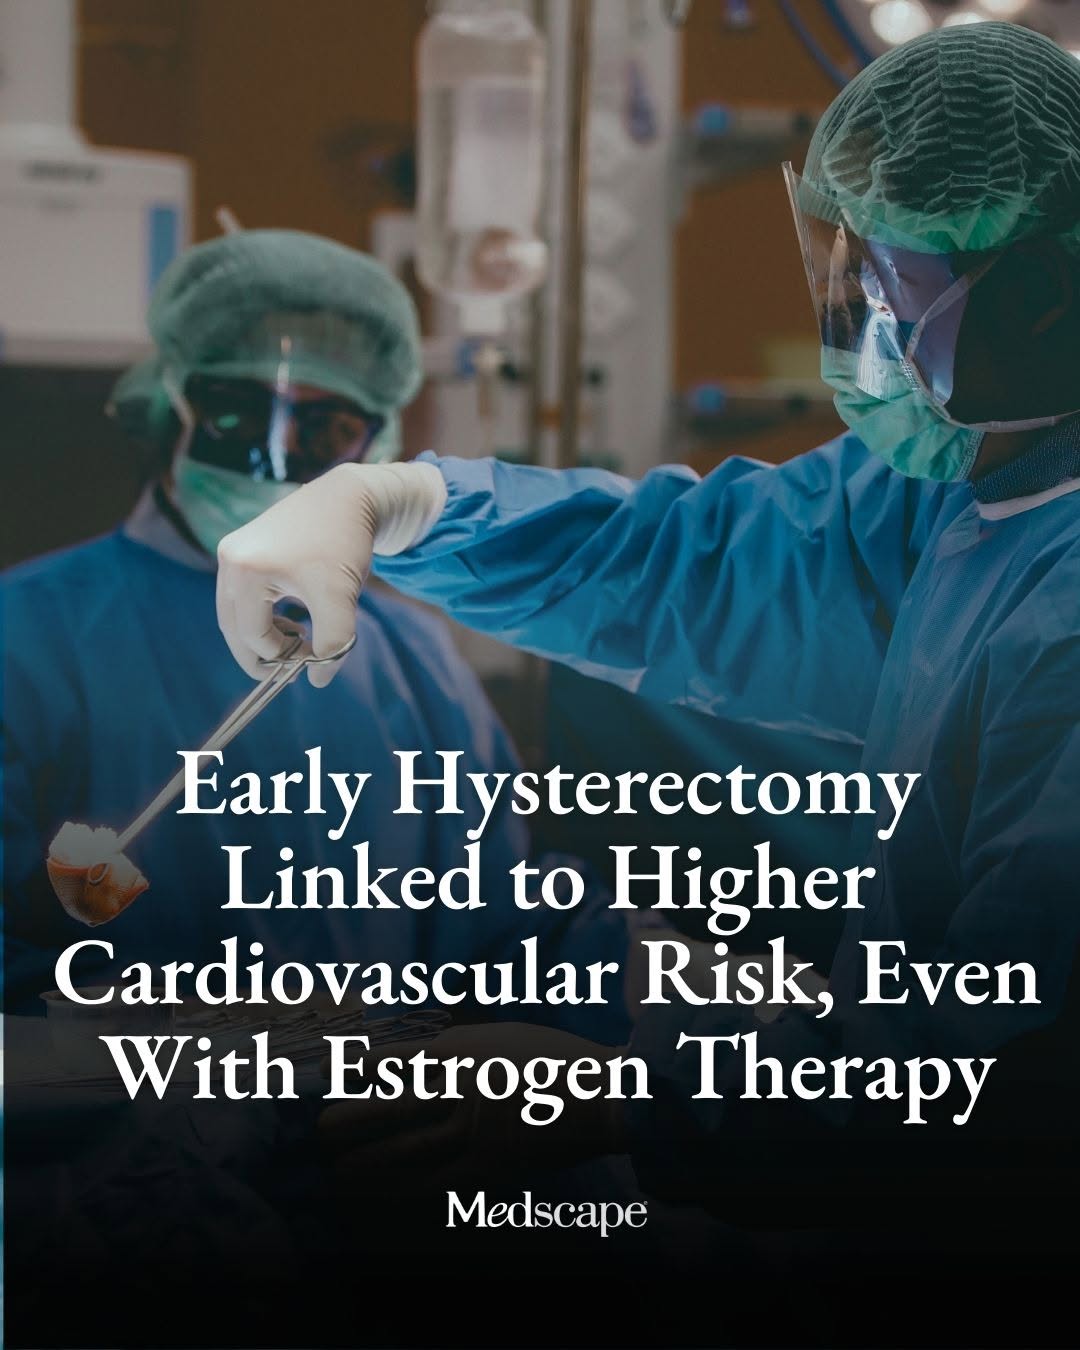 Early Hysterectomy
Linked to Higher
Cardiovascular Risk, Even
With Estrogen Therapy
Medscape